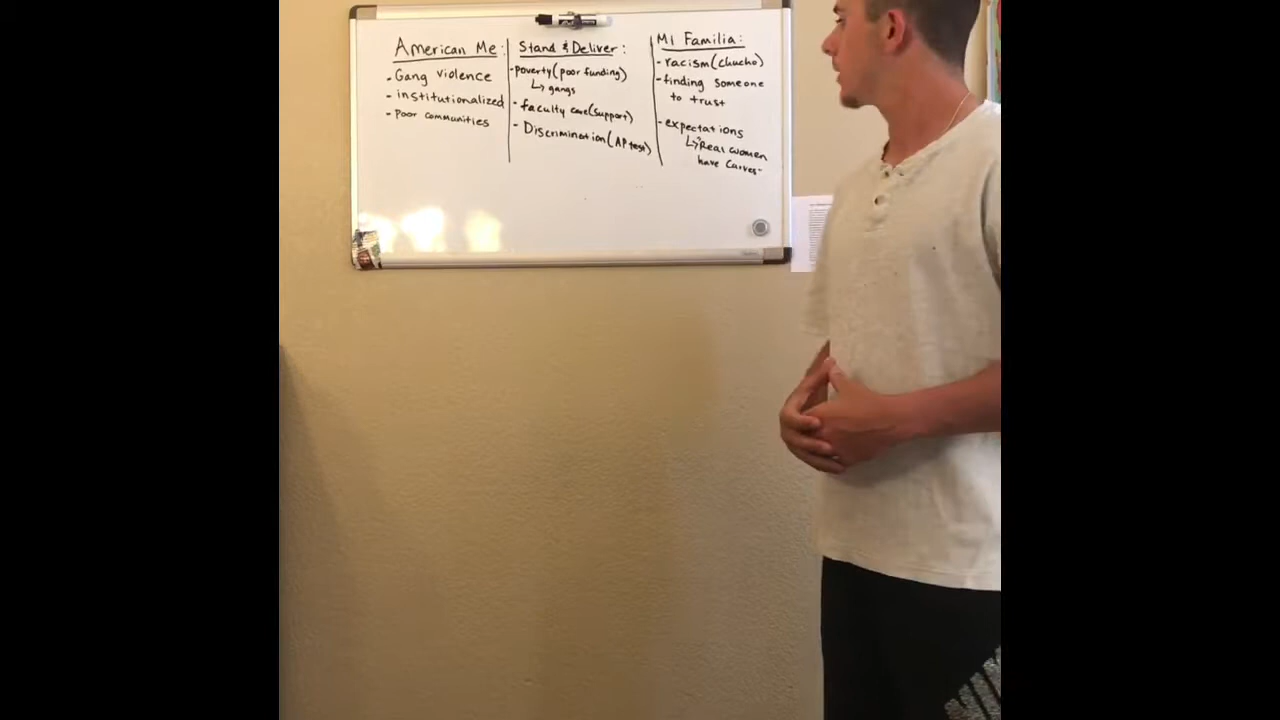 American Me:
- Gang violence
- institutionalized
- Poor communities
Stand & Deliver:
- poverty (poor funding)
↳ gangs
- faculty care (support)
- Discrimination (AP test)
Mi Familia:
- racism (chucho)
- finding someone
to trust
- expectations
↳ Real women
have curves-